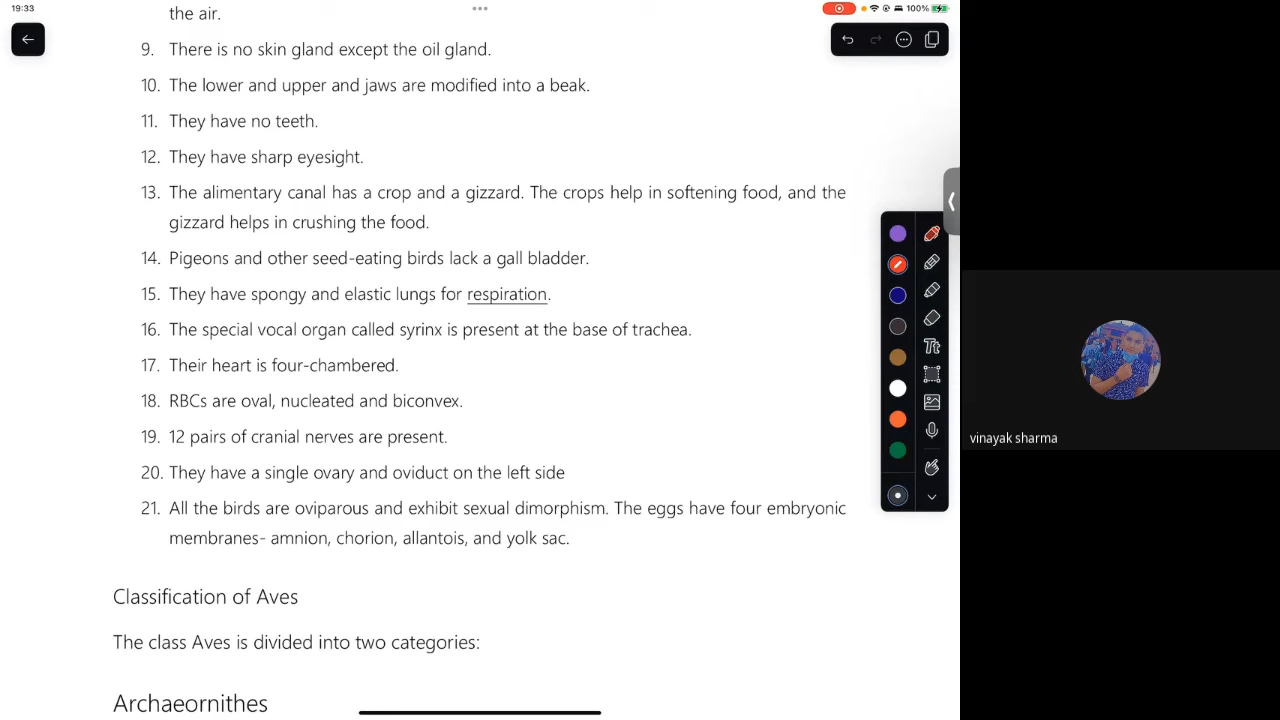 19:33
100%
the air.
9. There is no skin gland except the oil gland.
10. The lower and upper and jaws are modified into a beak.
11. They have no teeth.
12. They have sharp eyesight.
13. The alimentary canal has a crop and a gizzard. The crops help in softening food, and the
gizzard helps in crushing the food.
14. Pigeons and other seed-eating birds lack a gall bladder.
15. They have spongy and elastic lungs for respiration.
16. The special vocal organ called syrinx is present at the base of trachea.
17. Their heart is four-chambered.
18. RBCs are oval, nucleated and biconvex.
19. 12 pairs of cranial nerves are present.
20. They have a single ovary and oviduct on the left side
21. All the birds are oviparous and exhibit sexual dimorphism. The eggs have four embryonic
membranes- amnion, chorion, allantois, and yolk sac.
Classification of Aves
The class Aves is divided into two categories:
Archaeornithes
Tt
vinayak sharma